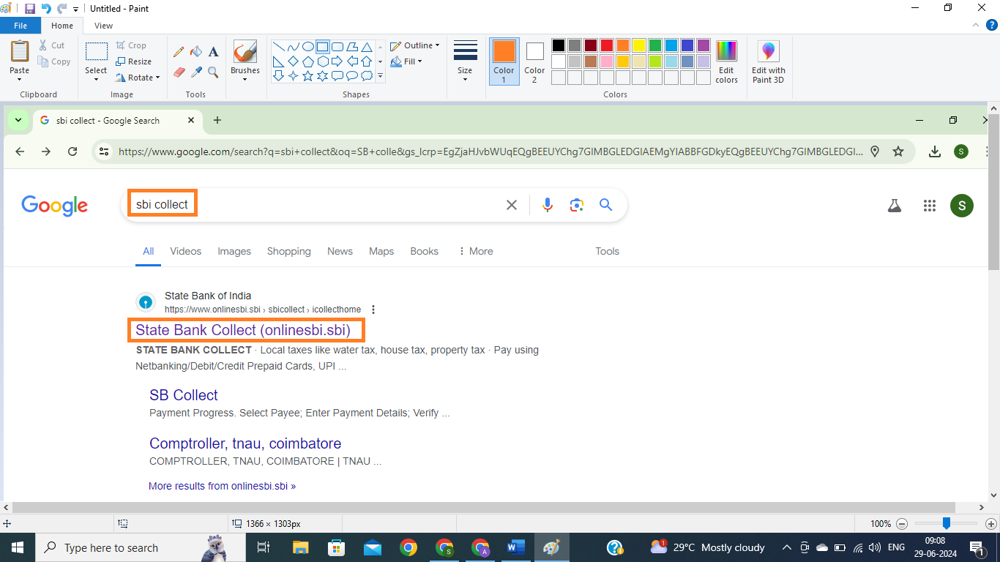 Untitled - Paint
File Home View
Paste
Cut
Copy
Clipboard
Select
Crop
Resize
Rotate
Image
A
Tools
Brushes
Outline
Fill
Shapes
Size
Color 1
Color 2
Colors
Edit colors
Edit with Paint 3D
sbi collect - Google Search
https://www.google.com/search?q=sbi+collect&oq=SB+colle&gs_lcrp=EgZjaHJvbWUqEQgBEEUYChg7GIMBGLEDGIAEMgYIABBFGDkyEQgBEEUYChg7GIMBGLEDGI...
S
Google
sbi collect
S
All Videos Images Shopping News Maps Books More Tools
State Bank of India
https://www.onlinesbi.sbi › sbicollect › icollecthome
State Bank Collect (onlinesbi.sbi)
STATE BANK COLLECT · Local taxes like water tax, house tax, property tax · Pay using
Netbanking/Debit/Credit Prepaid Cards, UPI ...
SB Collect
Payment Progress. Select Payee; Enter Payment Details; Verify ...
Comptroller, tnau, coimbatore
COMPTROLLER, TNAU, COIMBATORE | TNAU ...
More results from onlinesbi.sbi »
1366 × 1303px
100%
Type here to search
29°C Mostly cloudy
ENG
09:08
29-06-2024